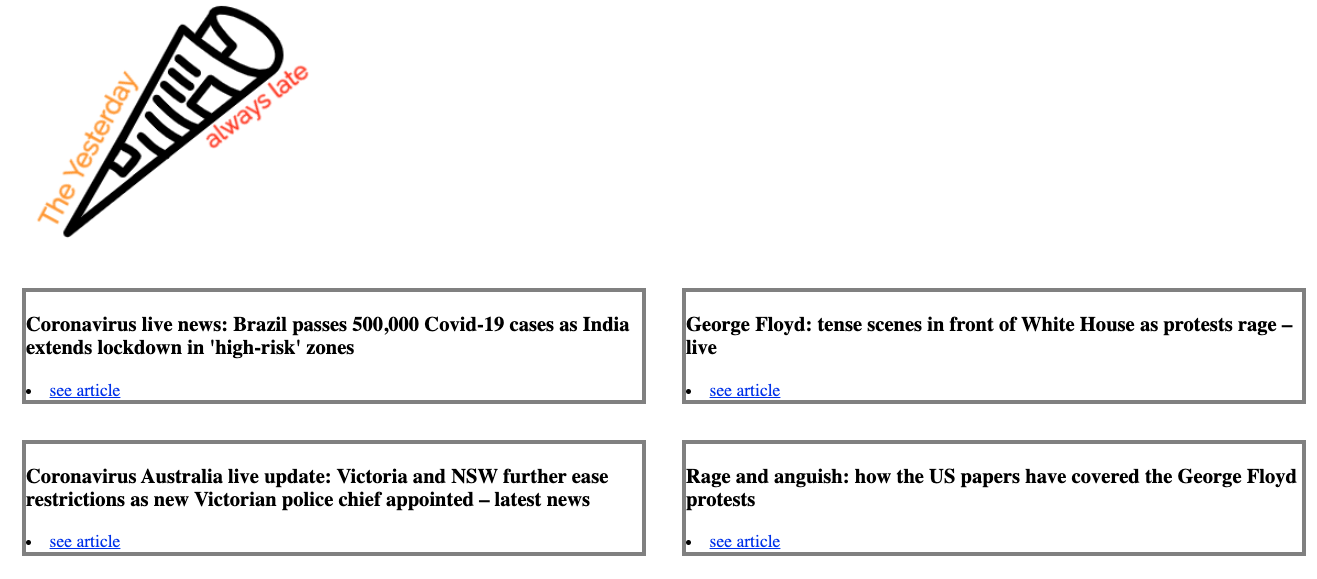 The Yesterday
always late
Coronavirus live news: Brazil passes 500,000 Covid-19 cases as India
extends lockdown in 'high-risk' zones
see article
George Floyd: tense scenes in front of White House as protests rage –
live
see article
Coronavirus Australia live update: Victoria and NSW further ease
restrictions as new Victorian police chief appointed – latest news
see article
Rage and anguish: how the US papers have covered the George Floyd
protests
see article